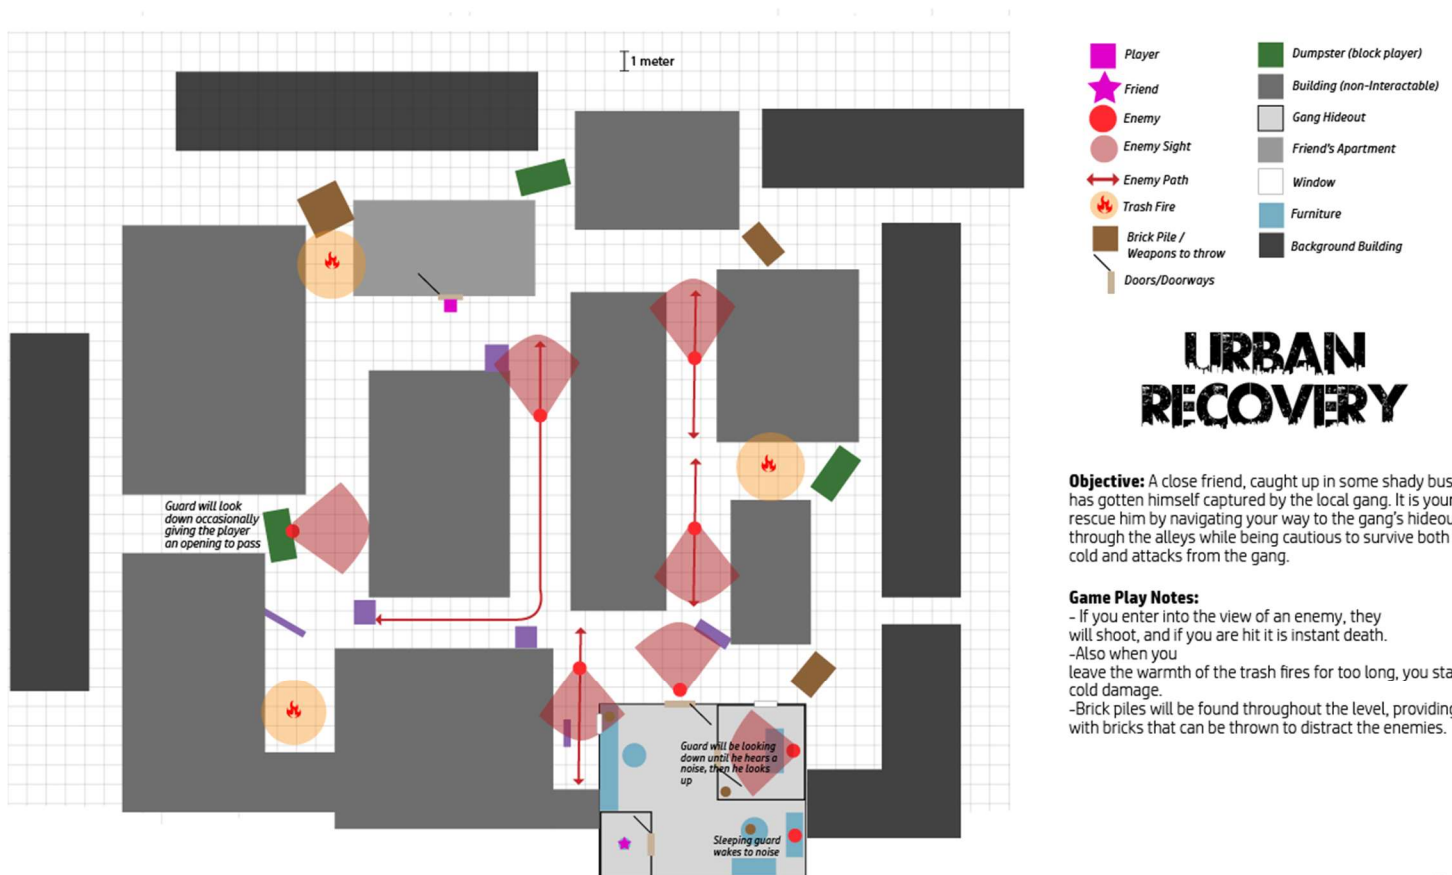 1 meter
Player
Friend
Enemy
Enemy Sight
Enemy Path
Trash Fire
Brick Pile /
Weapons to throw
Doors/Doorways
Dumpster (block player)
Building (non-Interactable)
Gang Hideout
Friend's Apartment
Window
Furniture
Background Building
URBAN
RECOVERY
Objective: A close friend, caught up in some shady bus
has gotten himself captured by the local gang. It is your
rescue him by navigating your way to the gang's hideou
through the alleys while being cautious to survive both
cold and attacks from the gang.
Game Play Notes:
- If you enter into the view of an enemy, they
will shoot, and if you are hit it is instant death.
-Also when you
leave the warmth of the trash fires for too long, you sta
cold damage.
-Brick piles will be found throughout the level, providing
with bricks that can be thrown to distract the enemies.
Guard will look
down occasionally
giving the player
an opening to pass
Guard will be looking
down until he hears a
noise, then he looks
up
Sleeping guard
wakes to noise